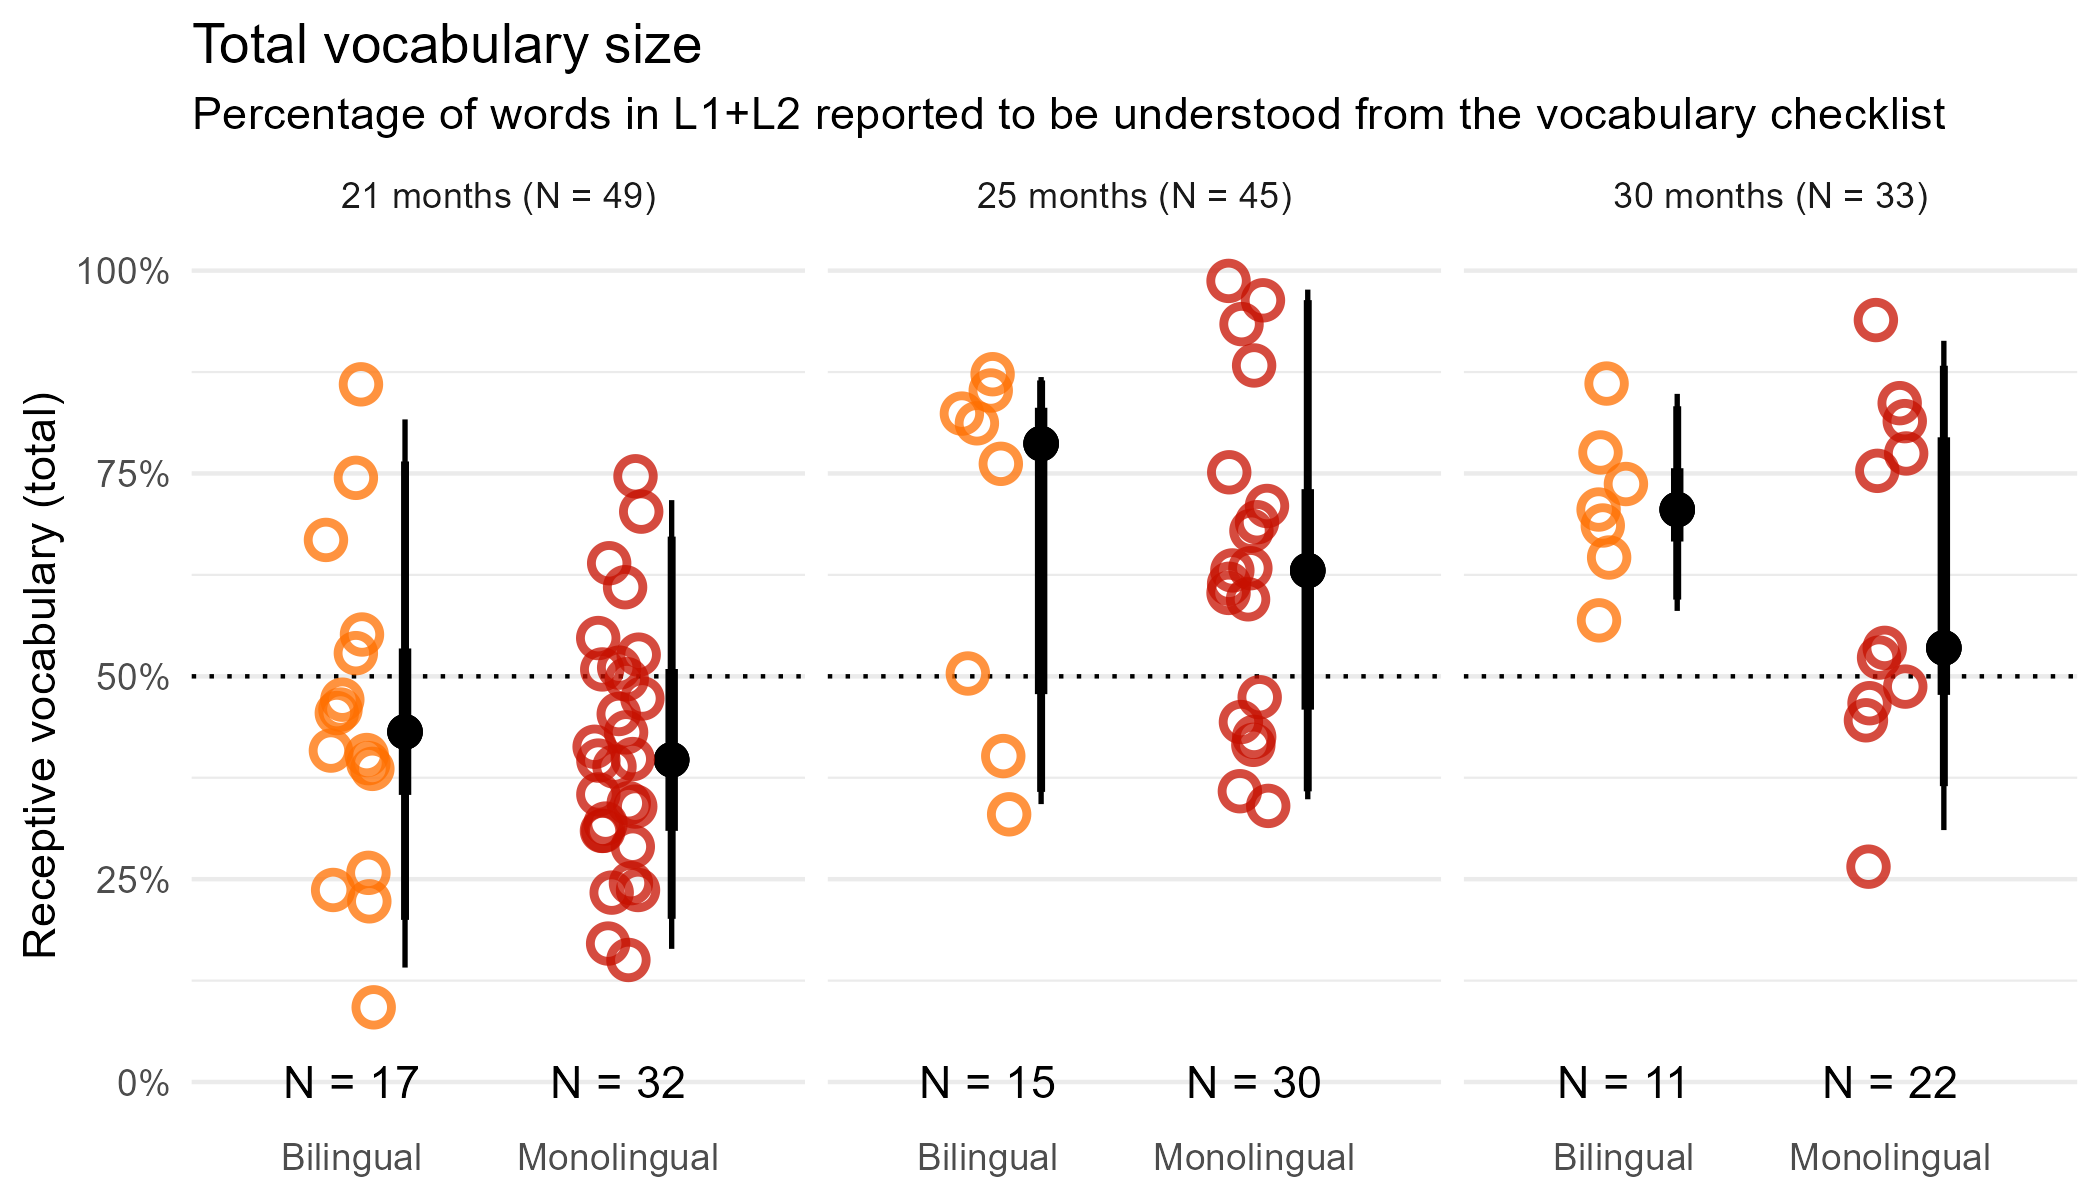 Total vocabulary size
Percentage of words in L1+L2 reported to be understood from the vocabulary checklist
21 months (N = 49)
25 months (N = 45)
30 months (N = 33)
Receptive vocabulary (total)
100%
75%
50%
25%
0%
N = 17
N = 32
N = 15
N = 30
N = 11
N = 22
Bilingual
Monolingual
Bilingual
Monolingual
Bilingual
Monolingual